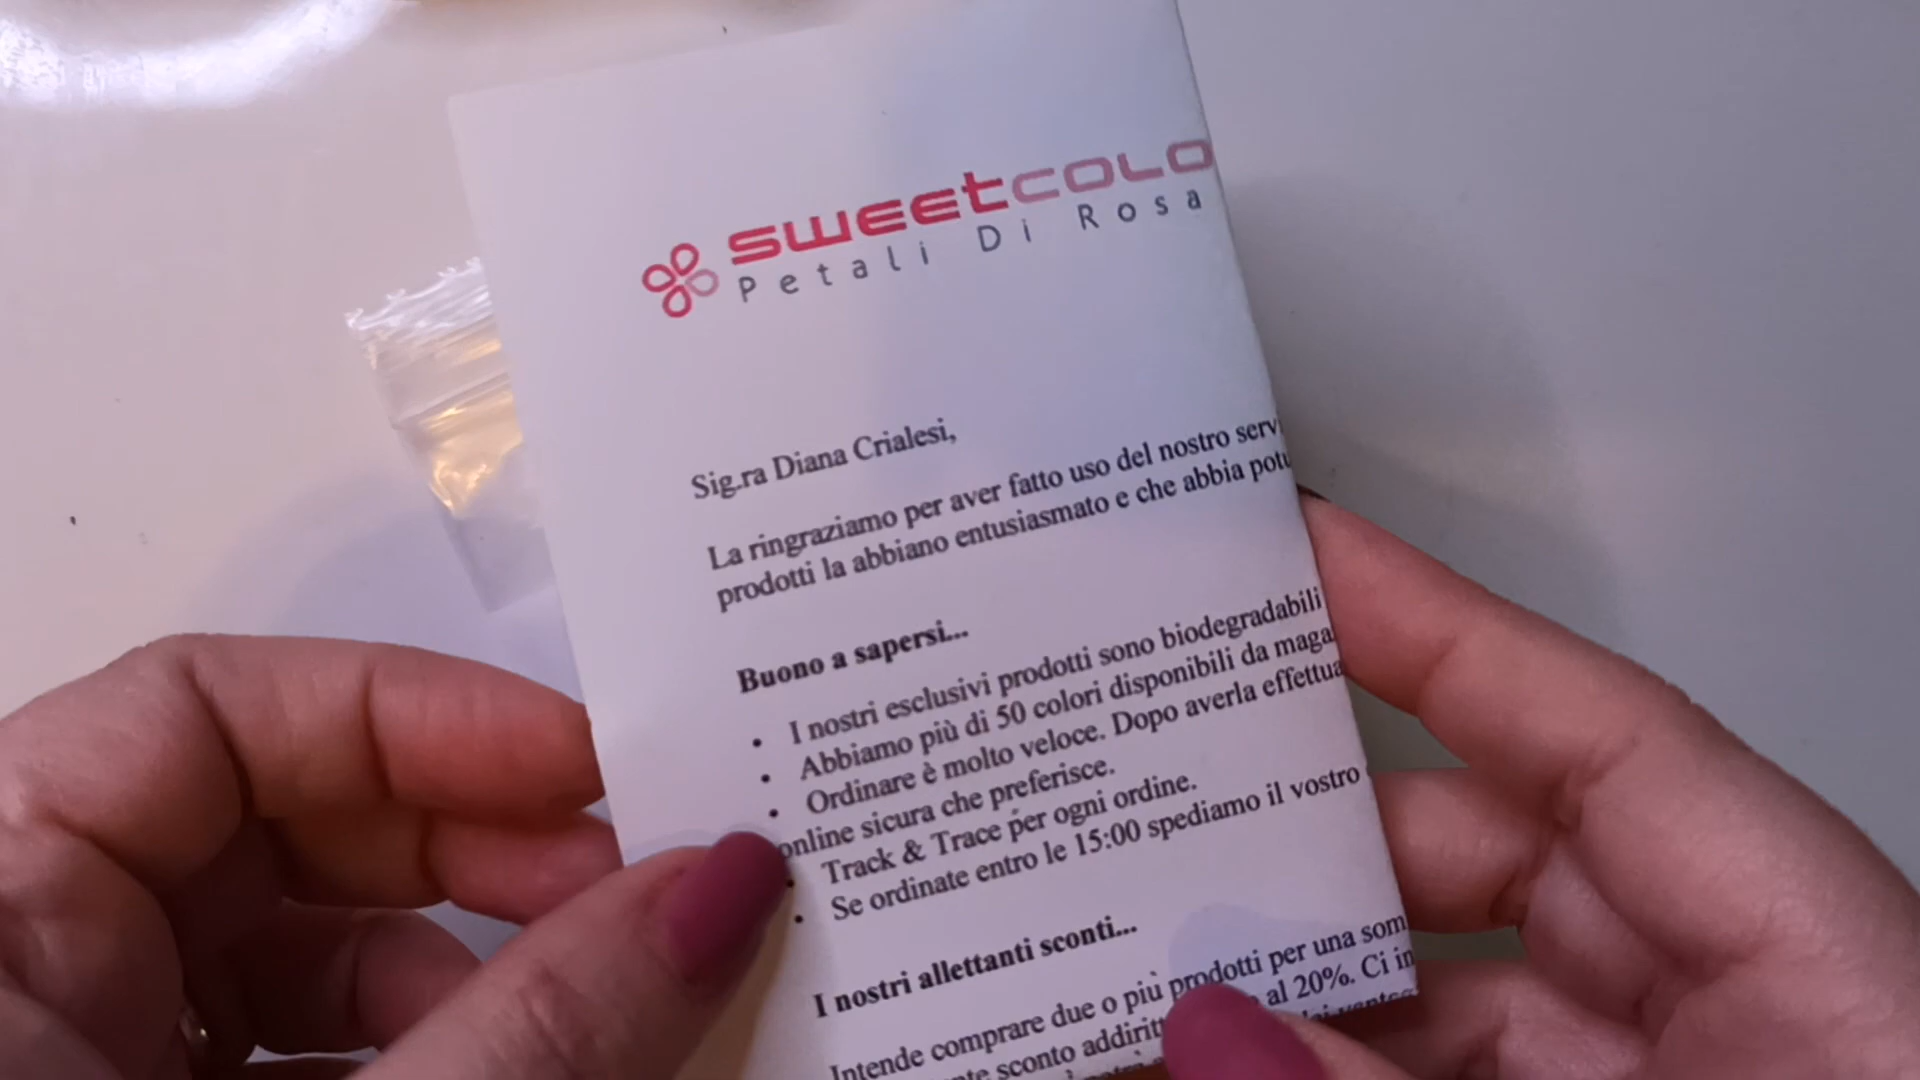 sweetcolo
Petali Di Rosa
Sig.ra Diana Crialesi,
La ringraziamo per aver fatto uso del nostro serv
prodotti la abbiano entusiasmato e che abbia potu
Buono a sapersi...
• I nostri esclusivi prodotti sono biodegradabili
• Abbiamo più di 50 colori disponibili da maga
• Ordinare è molto veloce. Dopo averla effettua
online sicura che preferisce.
• Track & Trace per ogni ordine.
• Se ordinate entro le 15:00 spediamo il vostro
I nostri allettanti sconti...
Intende comprare due o più prodotti per una som
sconto addiritt al 20%. Ci in